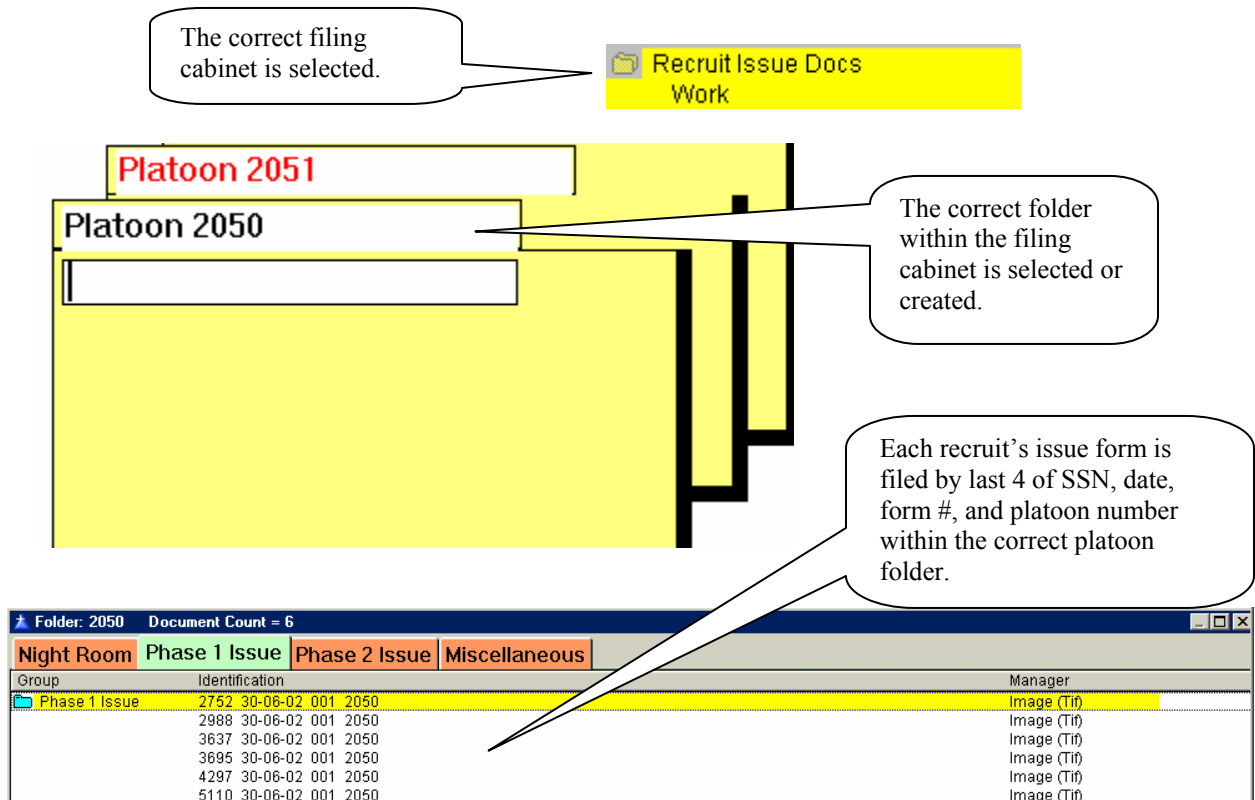 The correct filing
cabinet is selected.
Recruit Issue Docs
Work
Platoon 2051
Platoon 2050
The correct folder
within the filing
cabinet is selected or
created.
Each recruit’s issue form is
filed by last 4 of SSN, date,
form #, and platoon number
within the correct platoon
folder.
Folder: 2050 Document Count = 6
Night Room Phase 1 Issue Phase 2 Issue Miscellaneous
Group Identification Manager
Phase 1 Issue 2752 30-06-02 001 2050 Image (Tif)
2988 30-06-02 001 2050 Image (Tif)
3637 30-06-02 001 2050 Image (Tif)
3695 30-06-02 001 2050 Image (Tif)
4297 30-06-02 001 2050 Image (Tif)
5110 30-06-02 001 2050 Image (Tif)